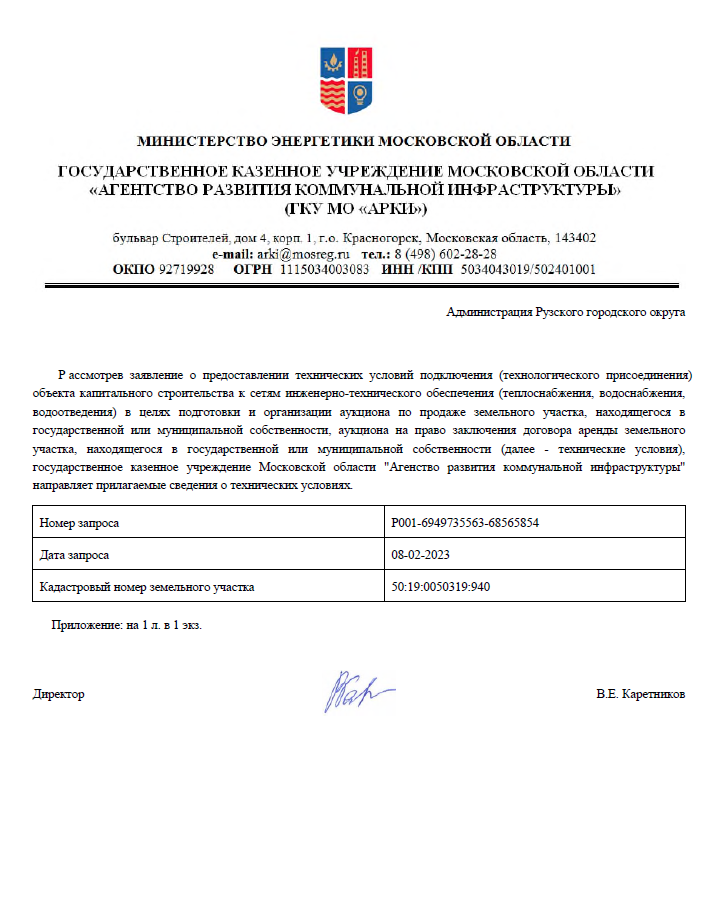 МИНИСТЕРСТВО ЭНЕРГЕТИКИ МОСКОВСКОЙ ОБЛАСТИ
ГОСУДАРСТВЕННОЕ КАЗЕННОЕ УЧРЕЖДЕНИЕ МОСКОВСКОЙ ОБЛАСТИ
«АГЕНТСТВО РАЗВИТИЯ КОММУНАЛЬНОЙ ИНФРАСТРУКТУРЫ»
(ГКУ МО «АРКИ»)
бульвар Строителей, дом 4, корп. 1, г.о. Красногорск, Московская область, 143402
e-mail: arki@mosreg.ru тел.: 8 (498) 602-28-28
ОКПО 92719928 ОГРН 1115034003083 ИНН /КПП 5034043019/502401001
Администрация Рузского городского округа
Рассмотрев заявление о предоставлении технических условий подключения (технологического присоединения)
объекта капитального строительства к сетям инженерно-технического обеспечения (теплоснабжения, водоснабжения,
водоотведения) в целях подготовки и организации аукциона по продаже земельного участка, находящегося в
государственной или муниципальной собственности, аукциона на право заключения договора аренды земельного
участка, находящегося в государственной или муниципальной собственности (далее - технические условия),
государственное казенное учреждение Московской области "Агенство развития коммунальной инфраструктуры"
направляет прилагаемые сведения о технических условиях.
Номер запроса P001-6949735563-68565854
Дата запроса 08-02-2023
Кадастровый номер земельного участка 50:19:0050319:940
Приложение: на 1 л. в 1 экз.
Директор В.Е. Каретников